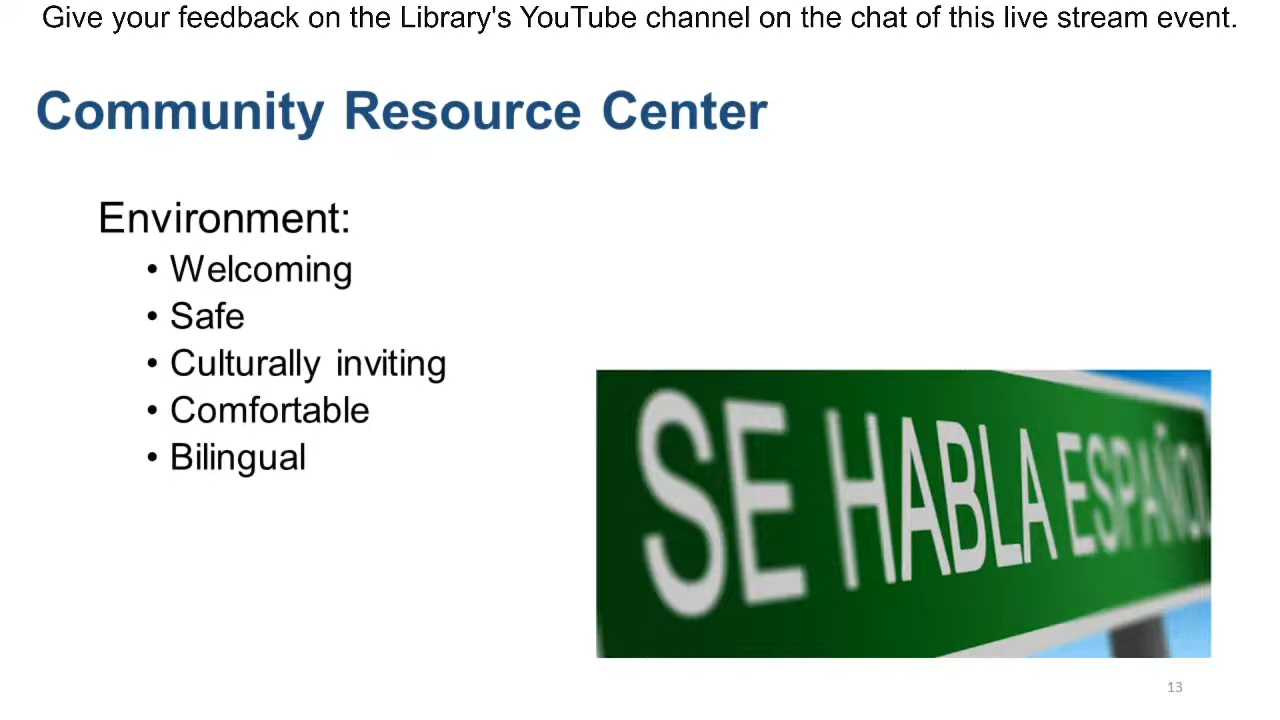 Give your feedback on the Library's YouTube channel on the chat of this live stream event.
Community Resource Center
Environment:
• Welcoming
• Safe
• Culturally inviting
• Comfortable
• Bilingual
SE HABLA ESPAÑOL
13